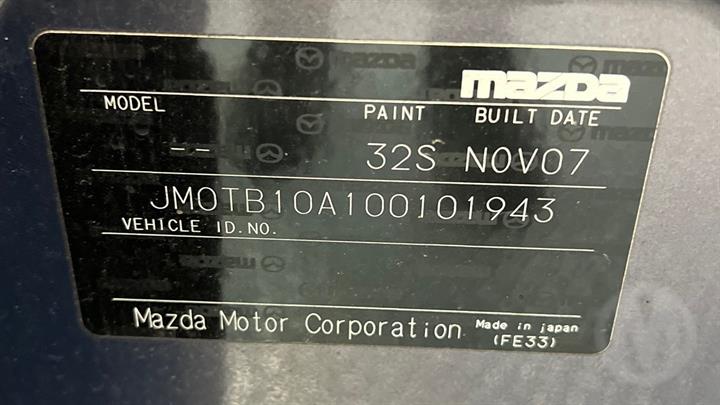 mazda
MODEL PAINT BUILT DATE
-- 32S NOV07
JM0TB10A100101943
VEHICLE ID.NO.
Mazda Motor Corporation Made in japan
(FE33)